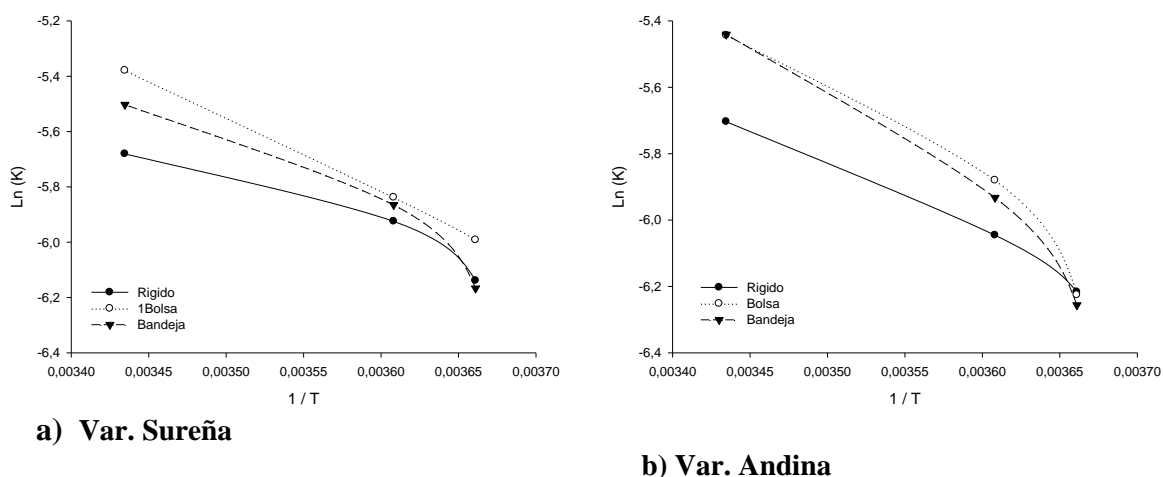 -5,2
-5,4
-5,6
-5,8
-6,0
-6,2
-6,4
Ln (K)
Rigido
1Bolsa
Bandeja
0,00340 0,00345 0,00350 0,00355 0,00360 0,00365 0,00370
1 / T
a) Var. Sureña
-5,4
-5,6
-5,8
-6,0
-6,2
-6,4
Ln (K)
Rigido
Bolsa
Bandeja
0,00340 0,00345 0,00350 0,00355 0,00360 0,00365 0,00370
1 / T
b) Var. Andina